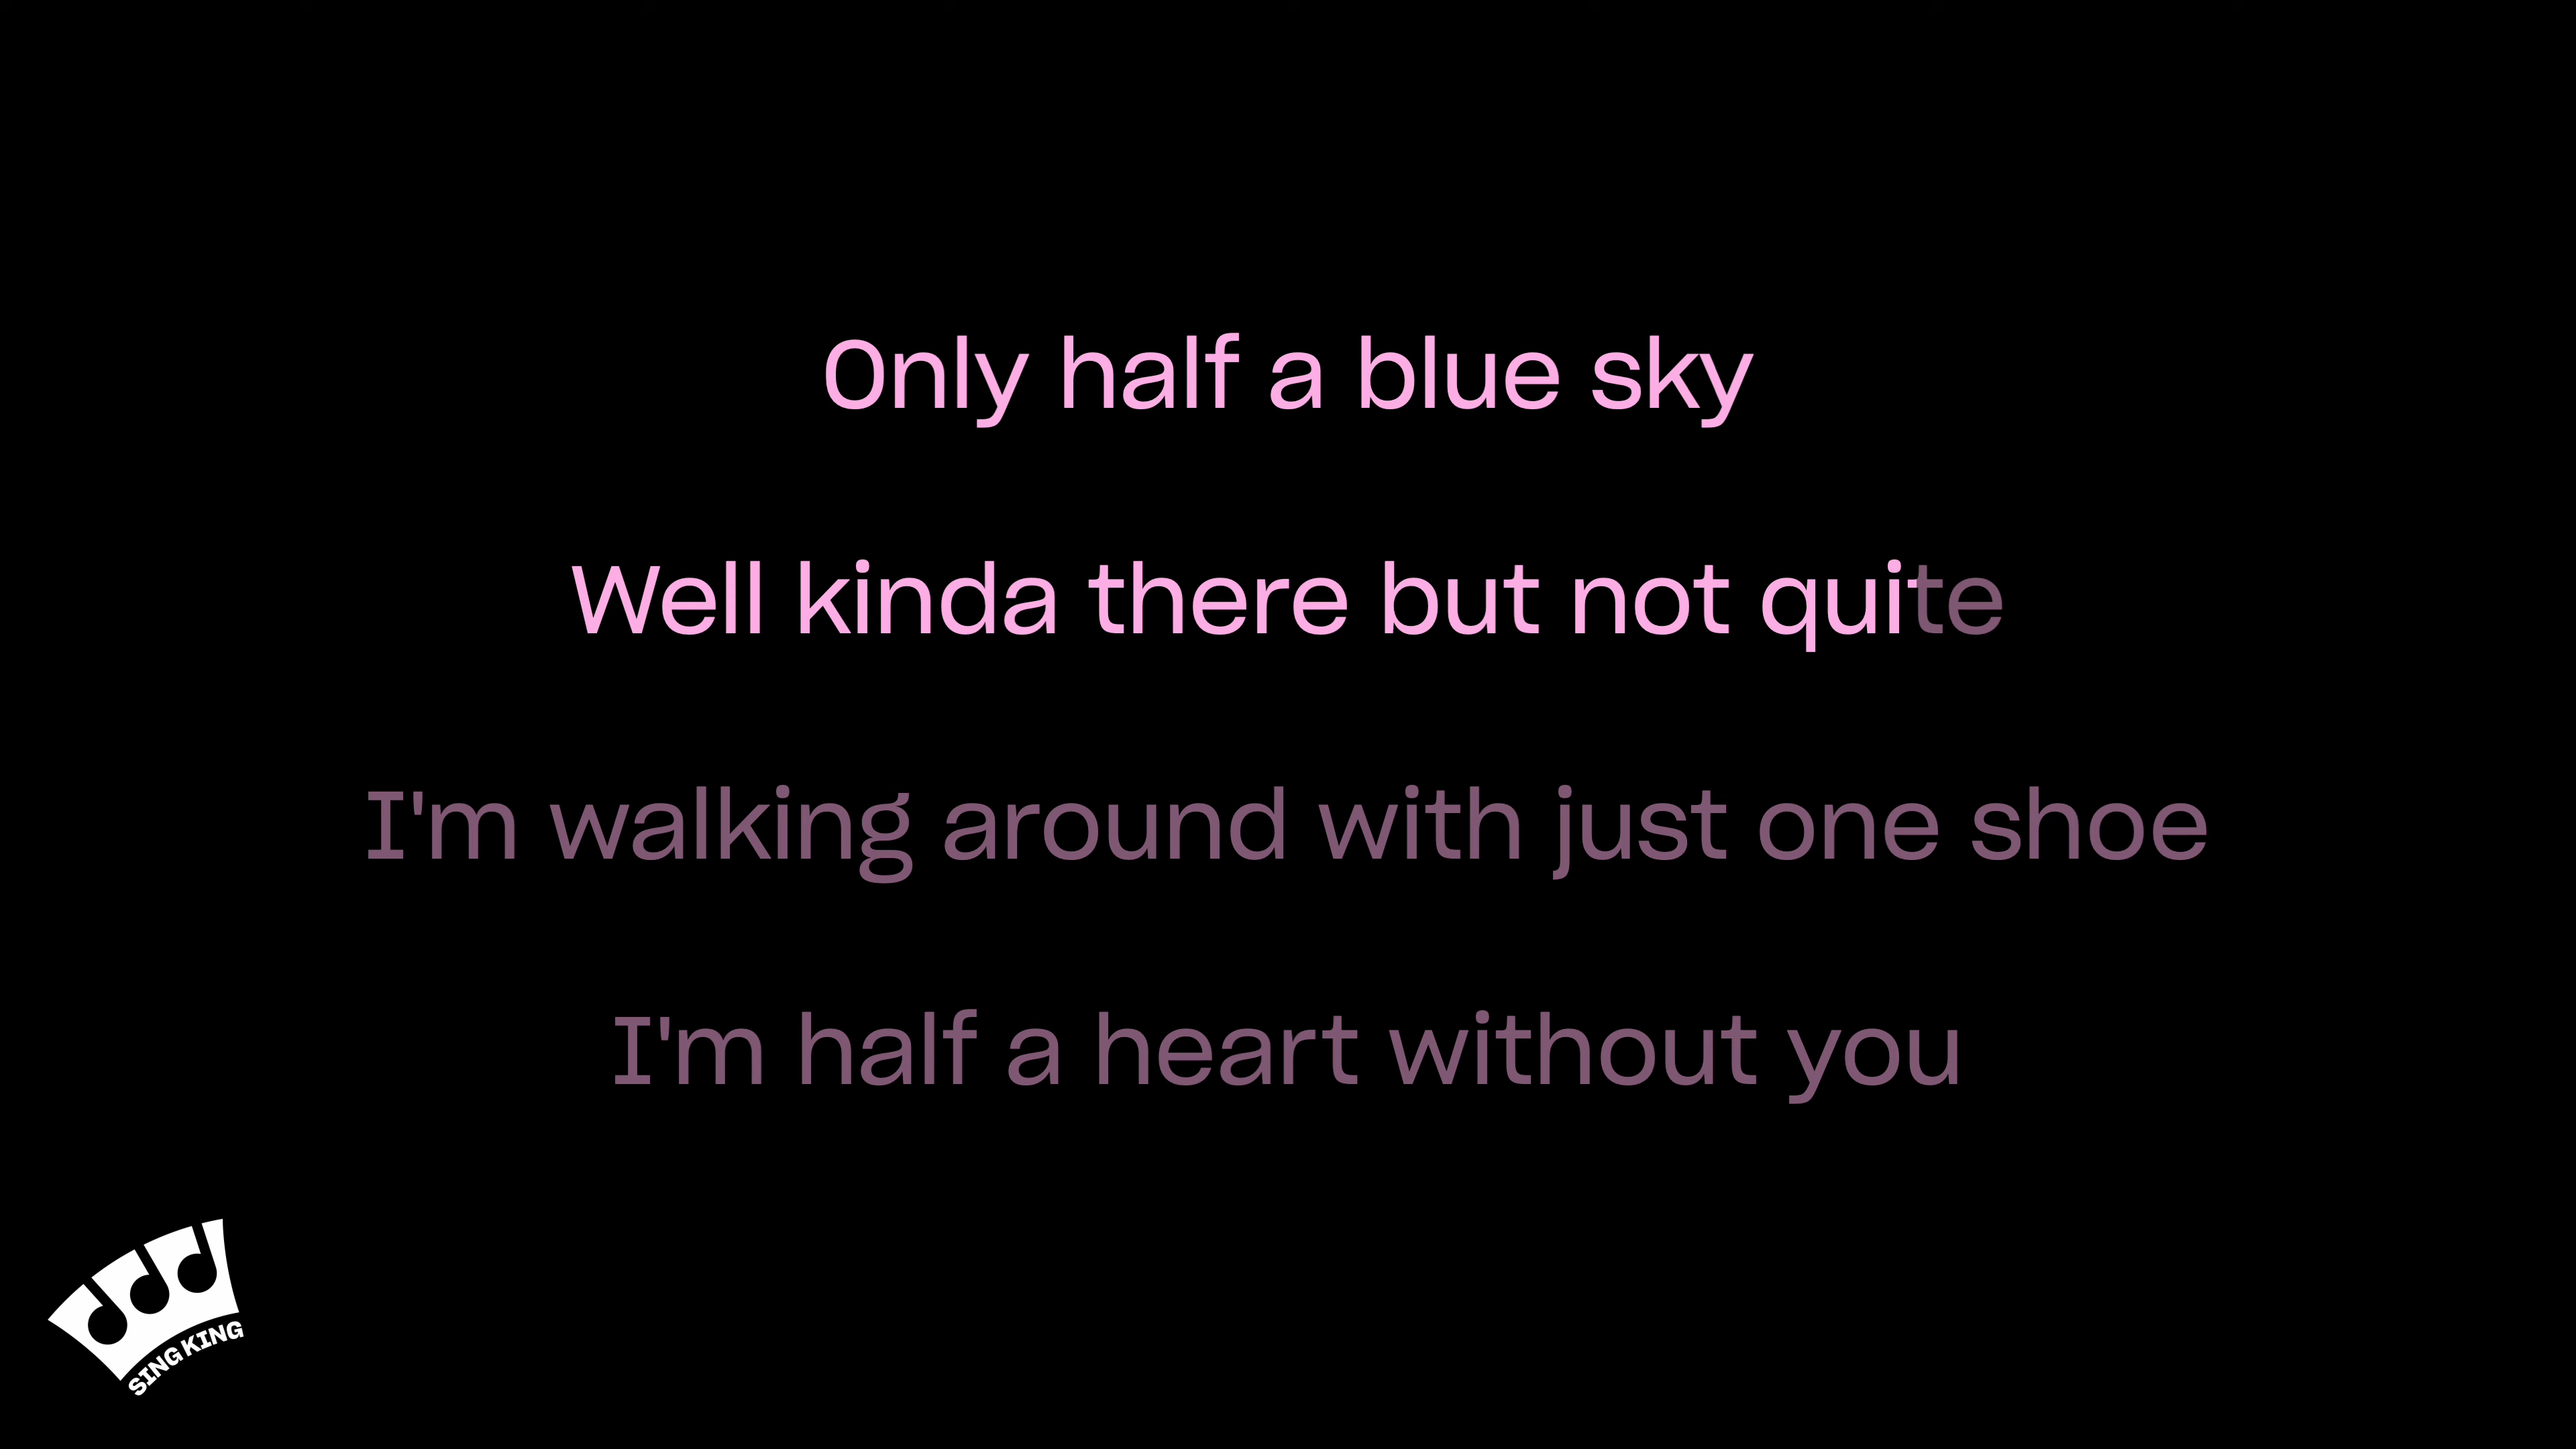 Only half a blue sky
Well kinda there but not quite
I'm walking around with just one shoe
I'm half a heart without you
SING KING